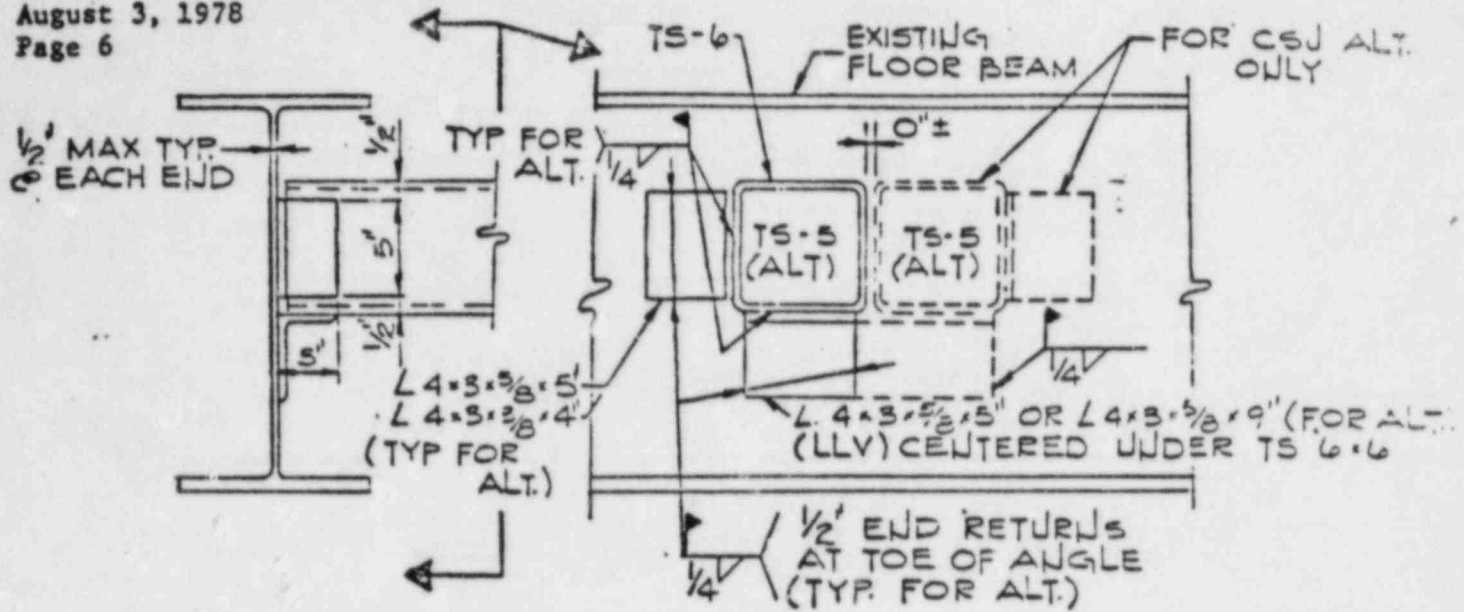 August 3, 1978
Page 6
TS-6
EXISTING
FLOOR BEAM
FOR CSJ ALT.
ONLY
1/2" MAX TYP.
@ EACH END
1/2"
TYP FOR
ALT.
1/4
0"±
5"
TS-5
(ALT)
TS-5
(ALT)
1/2"
5"
L 4×3×5/8×5"
L 4×3×3/8×4"
(TYP FOR
ALT.)
1/4
L 4×3×5/8×5" OR L 4×3×5/8×9" (FOR ALT.
(LLV) CENTERED UNDER TS 6×6
1/4
1/2" END RETURNS
AT TOE OF ANGLE
(TYP. FOR ALT.)